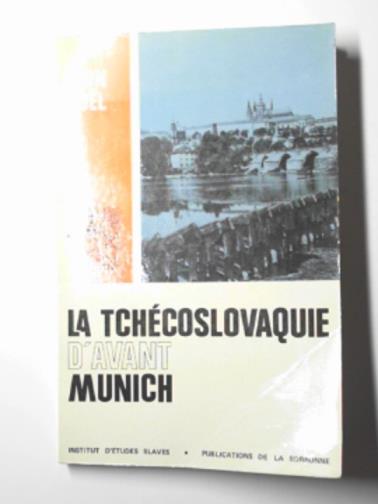 LA TCHÉCOSLOVAQUIE
D'AVANT
MUNICH
INSTITUT D'ÉTUDES SLAVES • PUBLICATIONS DE LA SORBONNE